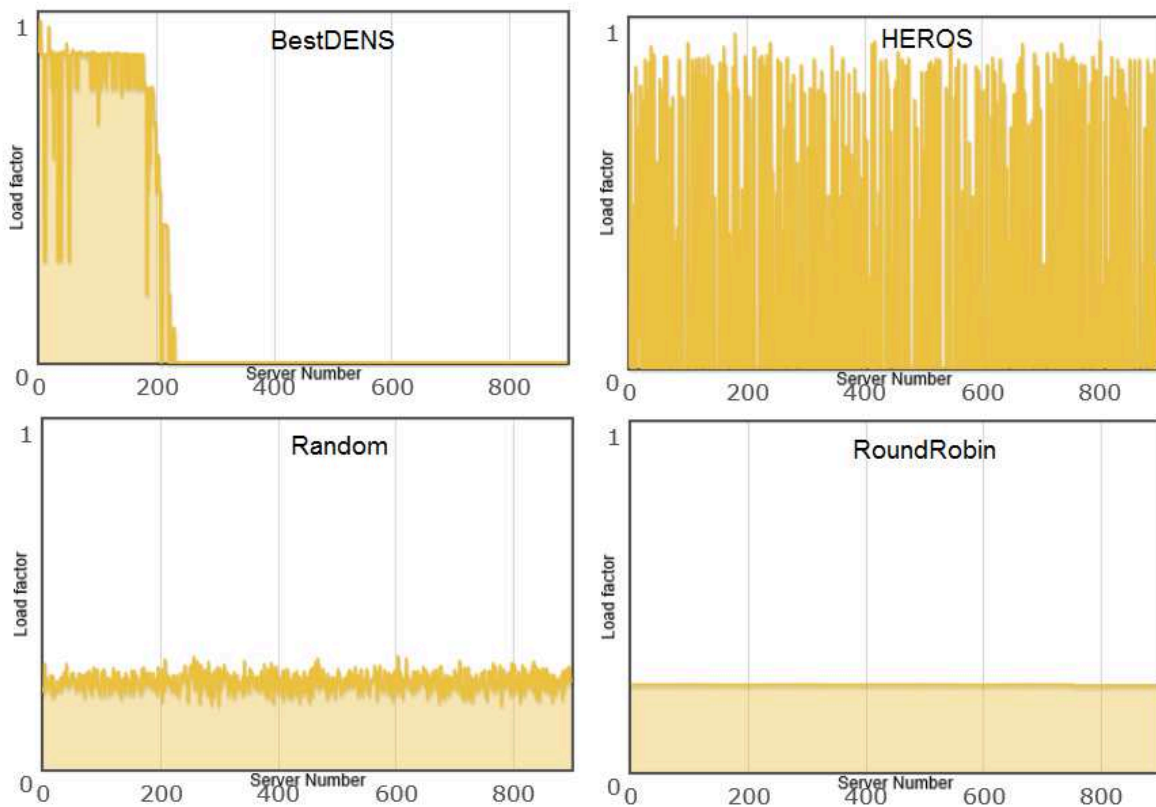 BestDENS
1
Load factor
0
0 200 400 600 800
Server Number
HEROS
1
Load factor
0
0 200 400 600 800
Server Number
Random
1
Load factor
0
0 200 400 600 800
Server Number
RoundRobin
1
Load factor
0
0 200 400 600 800
Server Number